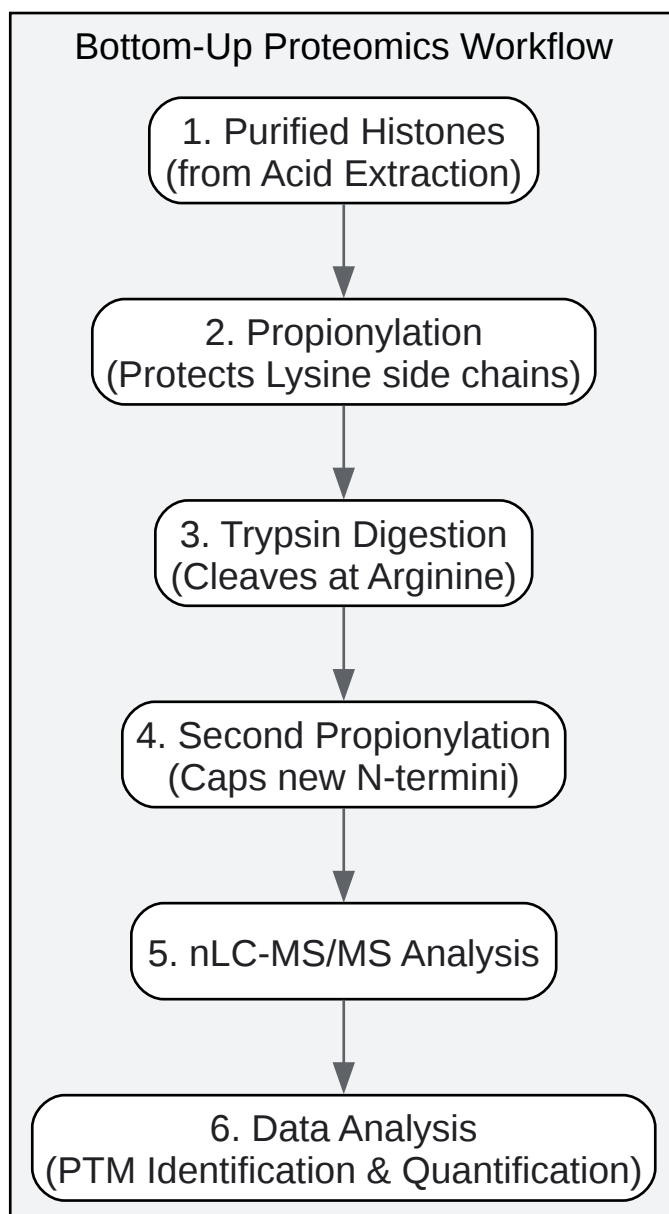 Bottom-Up Proteomics Workflow
1. Purified Histones
(from Acid Extraction)
2. Propionylation
(Protects Lysine side chains)
3. Trypsin Digestion
(Cleaves at Arginine)
4. Second Propionylation
(Caps new N-termini)
5. nLC-MS/MS Analysis
6. Data Analysis
(PTM Identification & Quantification)